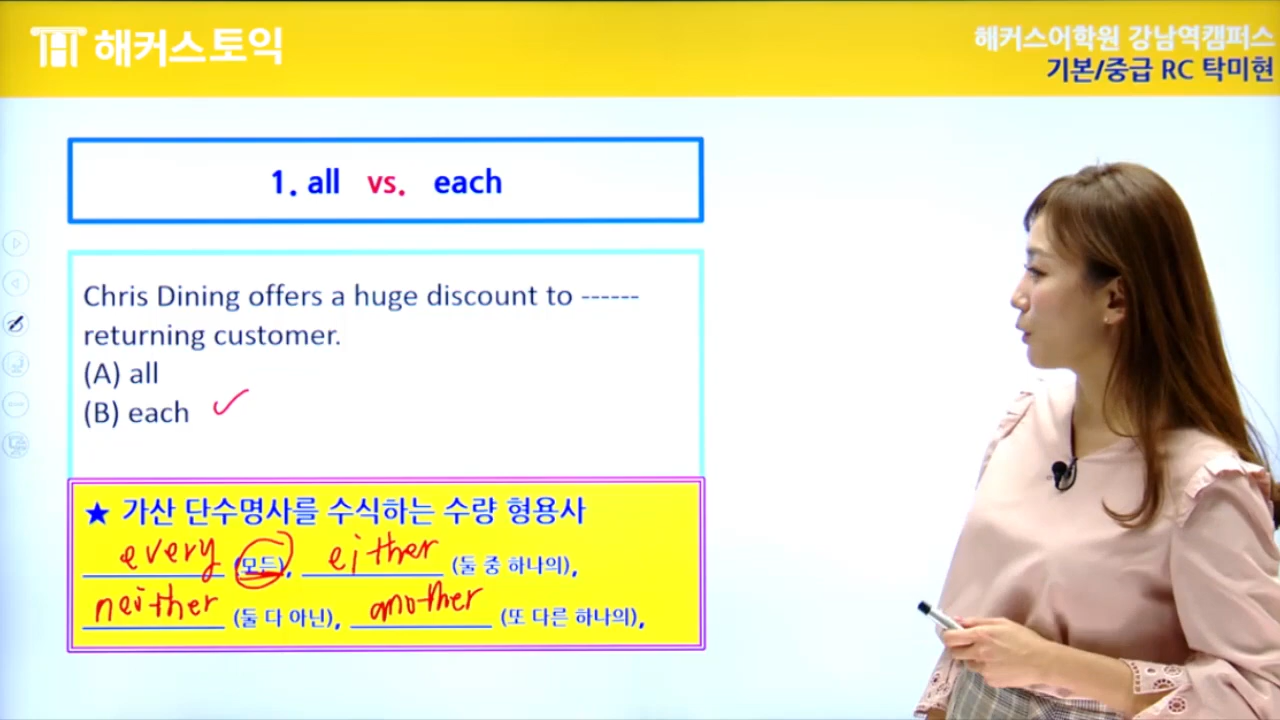 해커스토익
해커스어학원 강남역캠퍼스
기본/중급 RC 탁미현
1. all vs. each
Chris Dining offers a huge discount to ------
returning customer.
(A) all
(B) each
★ 가산 단수명사를 수식하는 수량 형용사
every (모든), either (둘 중 하나의),
neither (둘 다 아닌), another (또 다른 하나의),